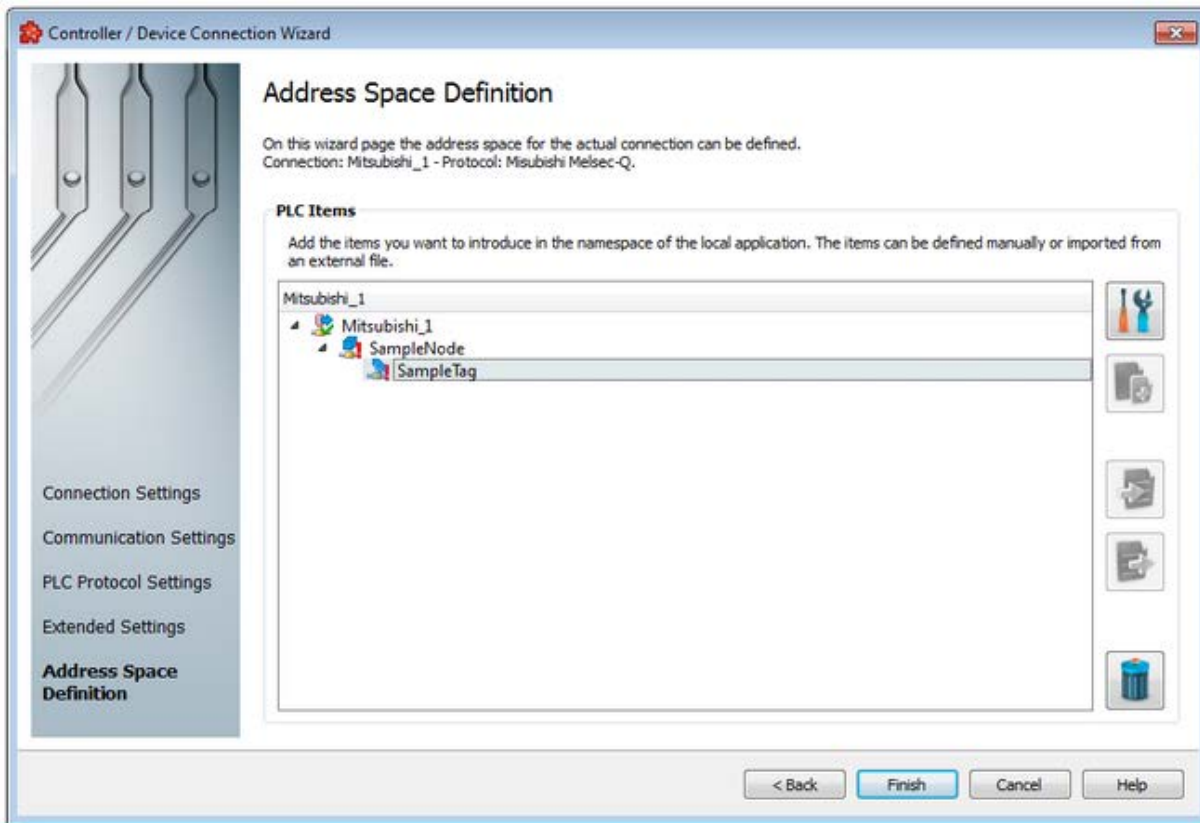 Controller / Device Connection Wizard
Address Space Definition
On this wizard page the address space for the actual connection can be defined.
Connection: Mitsubishi_1 - Protocol: Misubishi Melsec-Q.
PLC Items
Add the items you want to introduce in the namespace of the local application. The items can be defined manually or imported from
an external file.
Mitsubishi_1
Mitsubishi_1
SampleNode
SampleTag
Connection Settings
Communication Settings
PLC Protocol Settings
Extended Settings
Address Space
Definition
< Back
Finish
Cancel
Help